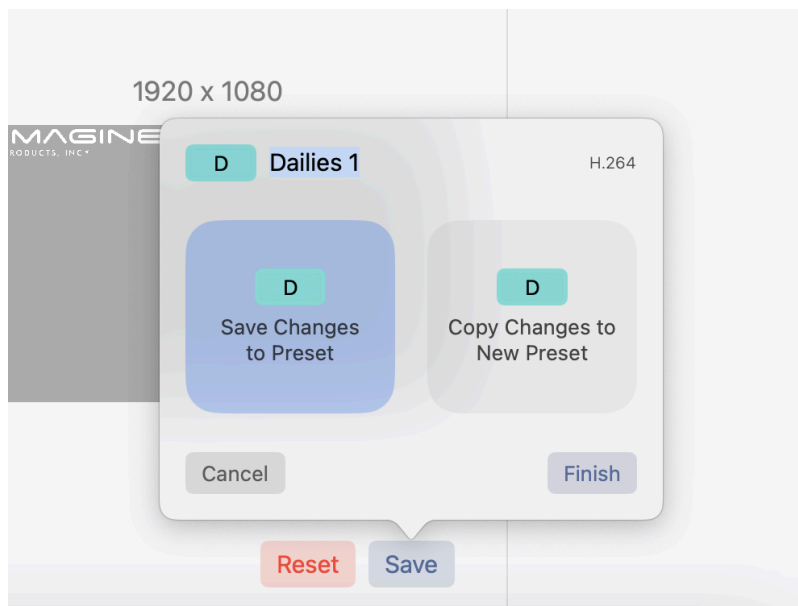 1920 x 1080
MAGINE
RODUCTS, INC
D Dailies 1 H.264
D
Save Changes
to Preset
D
Copy Changes to
New Preset
Cancel
Finish
Reset
Save